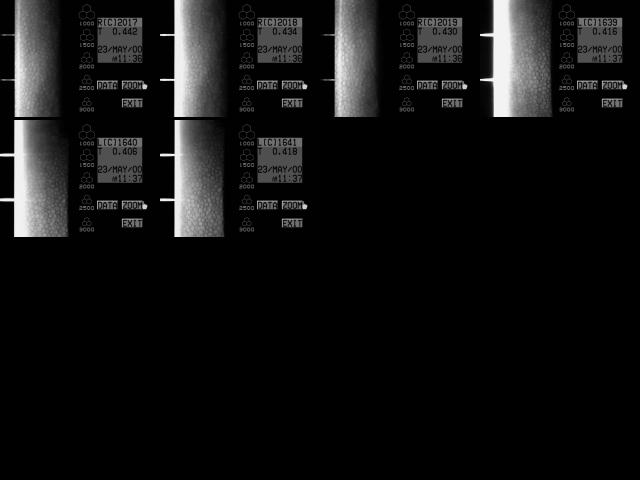 R(C)2017
T 0.442
23/MAY/00
11:36
1000
1500
2000
2500
3000
DATA ZOOM
EXIT
R(C)2018
T 0.434
23/MAY/00
11:36
1000
1500
2000
2500
3000
DATA ZOOM
EXIT
R(C)2019
T 0.430
23/MAY/00
11:36
1000
1500
2000
2500
3000
DATA ZOOM
EXIT
L(C)1639
T 0.416
23/MAY/00
11:37
1000
1500
2000
2500
3000
DATA ZOOM
EXIT
L(C)1640
T 0.406
23/MAY/00
11:37
1000
1500
2000
2500
3000
DATA ZOOM
EXIT
L(C)1641
T 0.418
23/MAY/00
11:37
1000
1500
2000
2500
3000
DATA ZOOM
EXIT